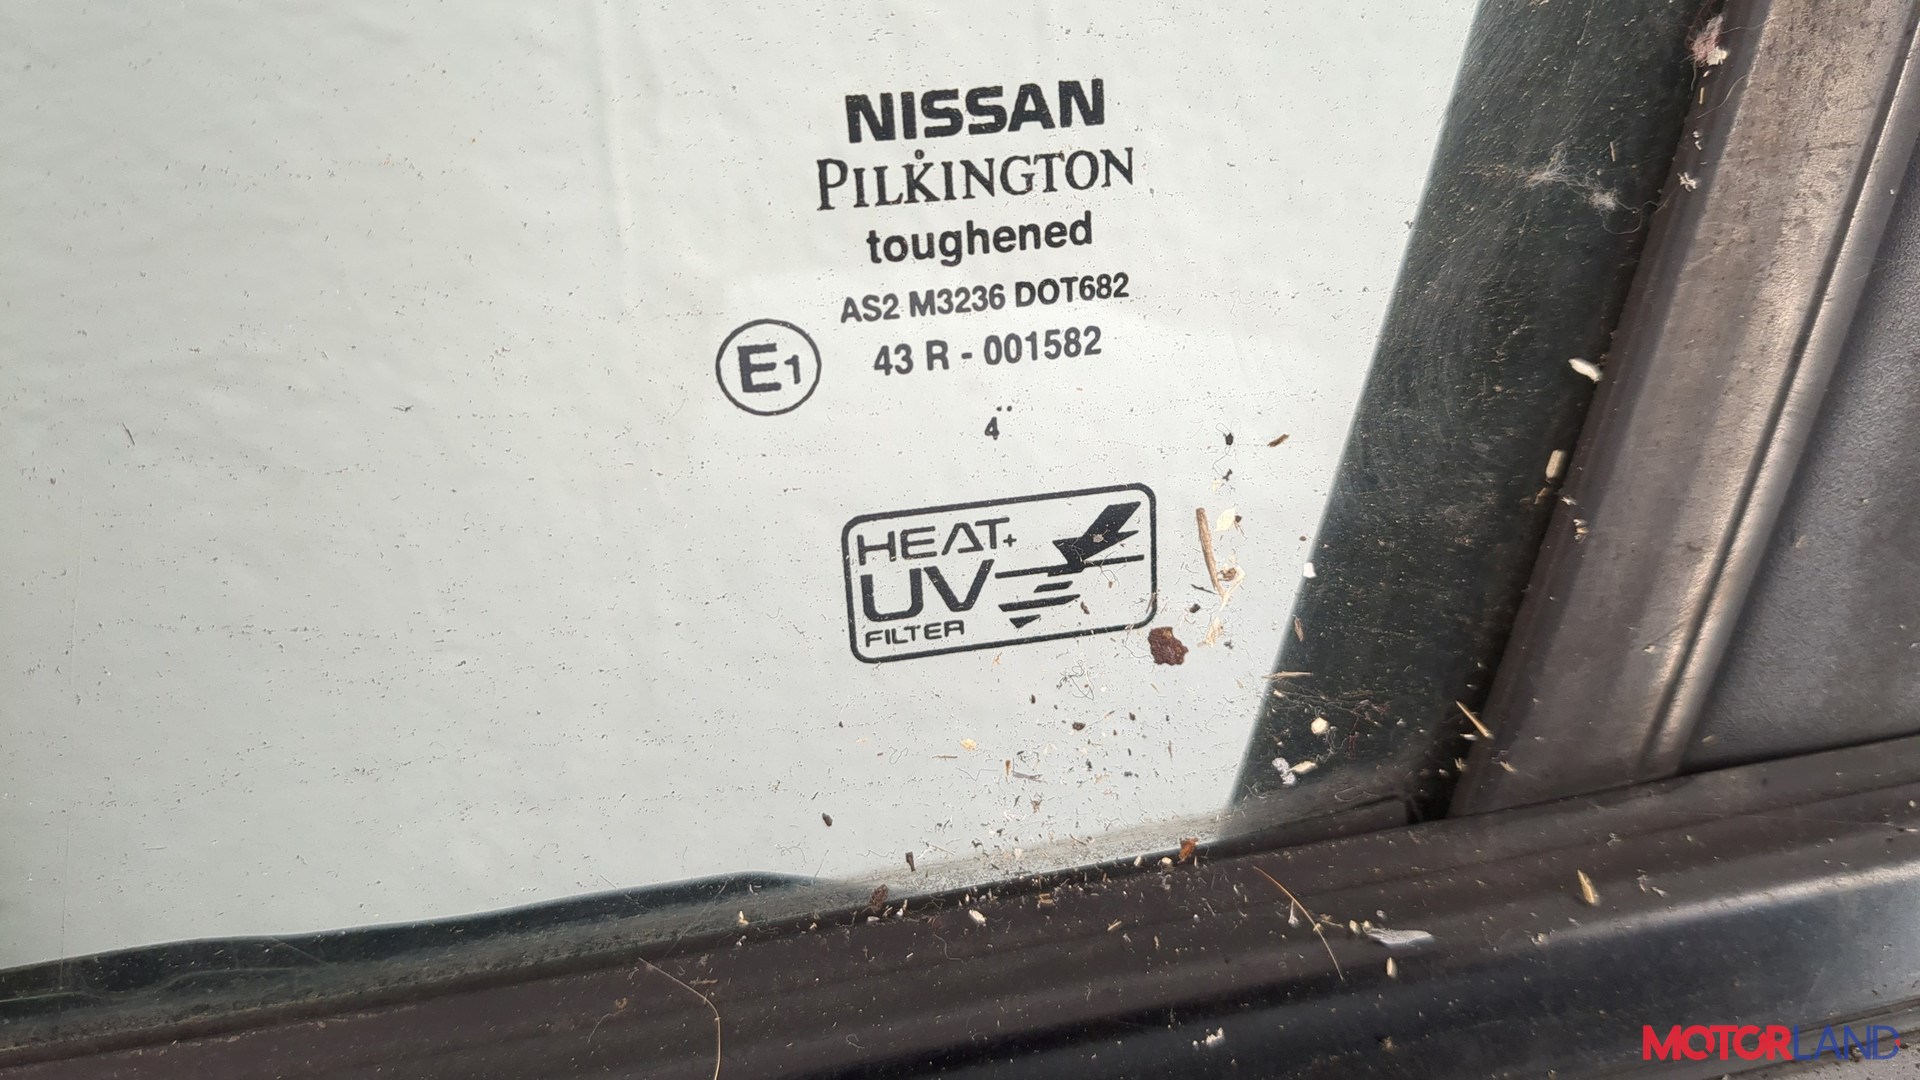 NISSAN
PILKINGTON
toughened
AS2 M3236 DOT682
E1
43 R - 001582
..
4
HEAT+
UV
FILTER
MOTORLAND